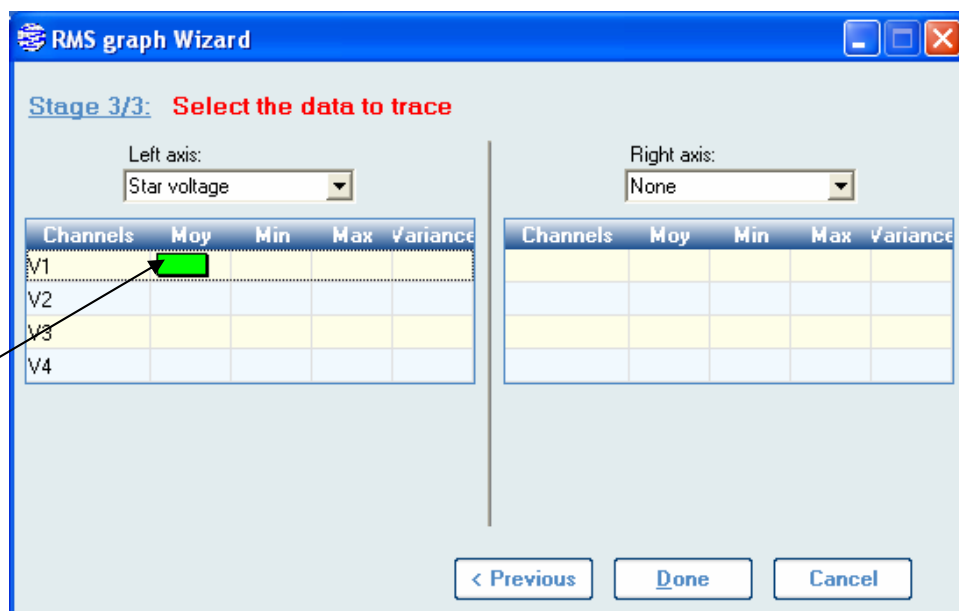 RMS graph Wizard
Stage 3/3: Select the data to trace
Left axis:
Star voltage
Channels Moy Min Max Variance
V1
V2
V3
V4
Right axis:
None
Channels Moy Min Max Variance
< Previous Done Cancel